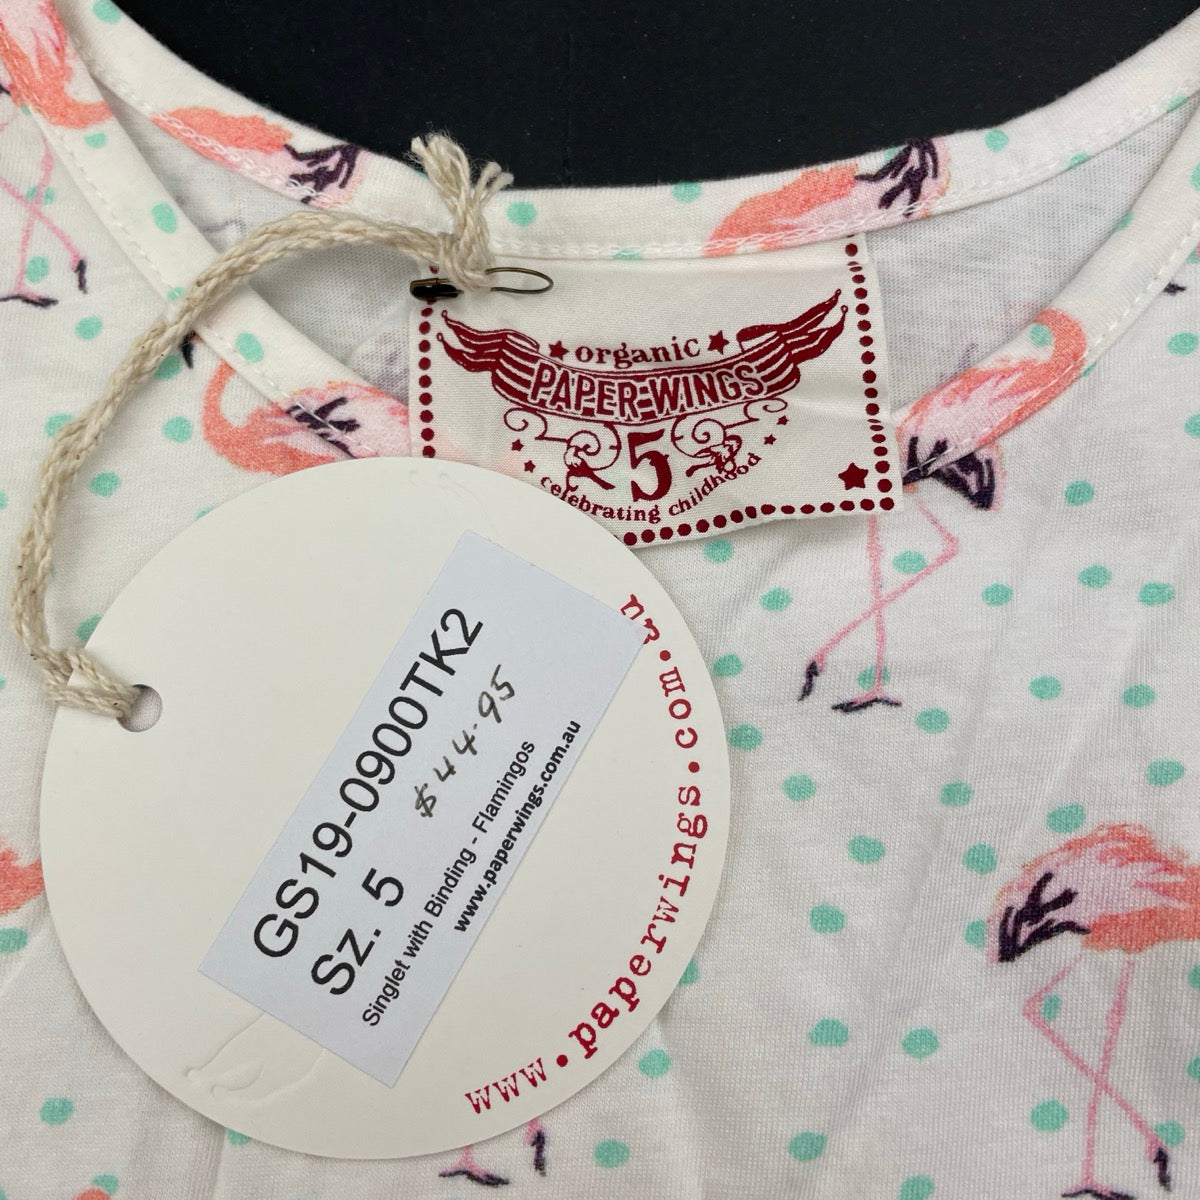 organic
PAPER-WINGS
5
celebrating childhood
GS19-0900TK2
Sz. 5
$44.95
Singlet with Binding - Flamingos
www.paperwings.com.au
www.paperwings.com.au